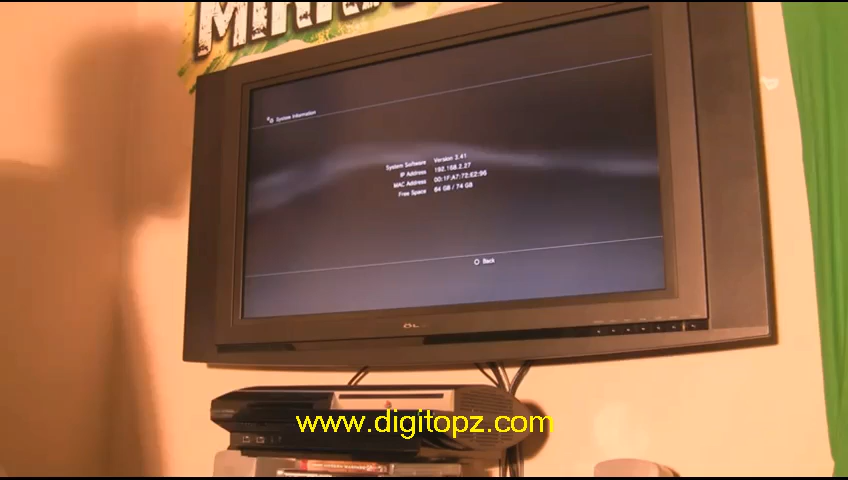 System Information
System Software Version 3.41
IP Address 192.168.2.27
MAC Address 00:1F:A7:72:E2:96
Free Space 64 GB / 74 GB
Back
www.digitopz.com